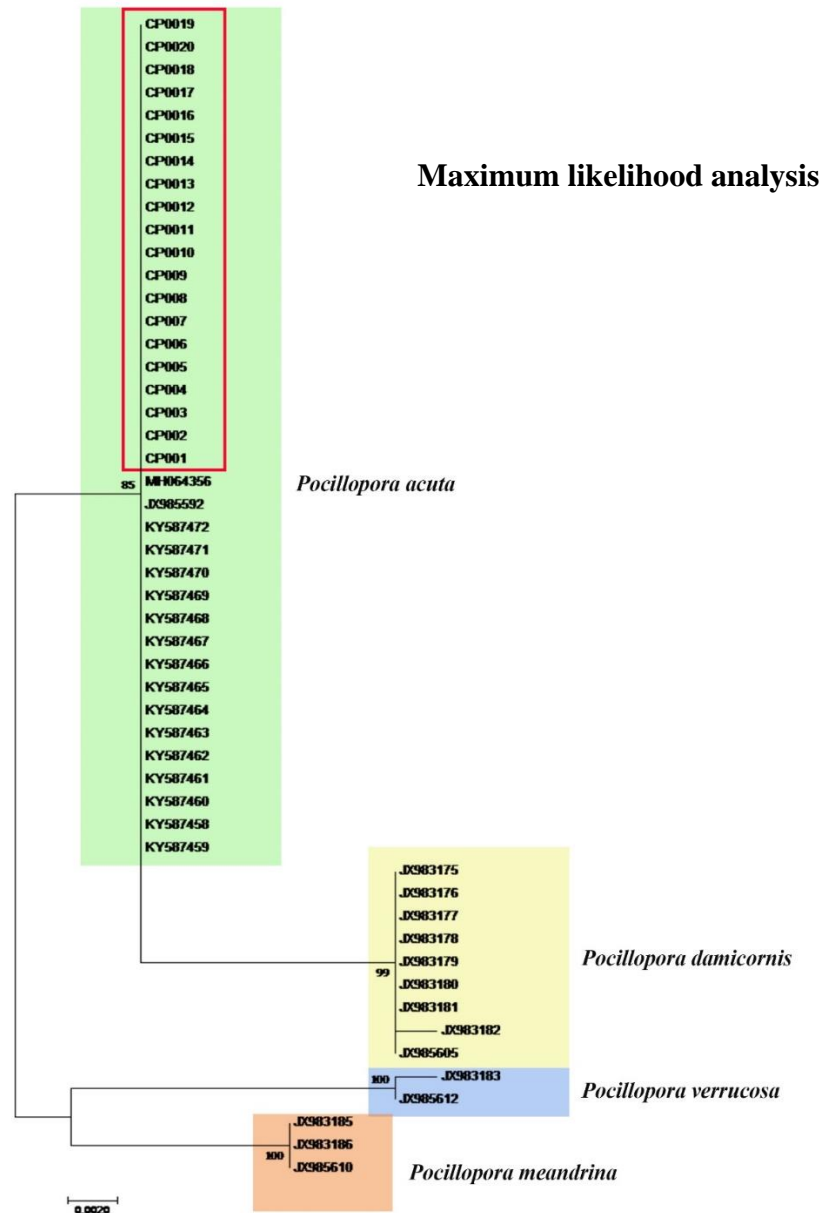 CP0019
CP0020
CP0018
CP0017
CP0016
CP0015
CP0014
CP0013
Maximum likelihood analysis
CP0012
CP0011
CP0010
CP009
CP008
CP007
CP006
CP005
CP004
CP003
CP002
CP001
85
MH064356
Pocillopora acuta
JX985592
KY587472
KY587471
KY587470
KY587469
KY587468
KY587467
KY587466
KY587465
KY587464
KY587463
KY587462
KY587461
KY587460
KY587458
KY587459
JX983175
JX983176
JX983177
JX983178
JX983179
Pocillopora damicornis
99
JX983180
JX983181
JX983182
JX985605
100
JX983183
Pocillopora verrucosa
JX985612
JX983185
JX983186
100
JX985610
Pocillopora meandrina
0.0020